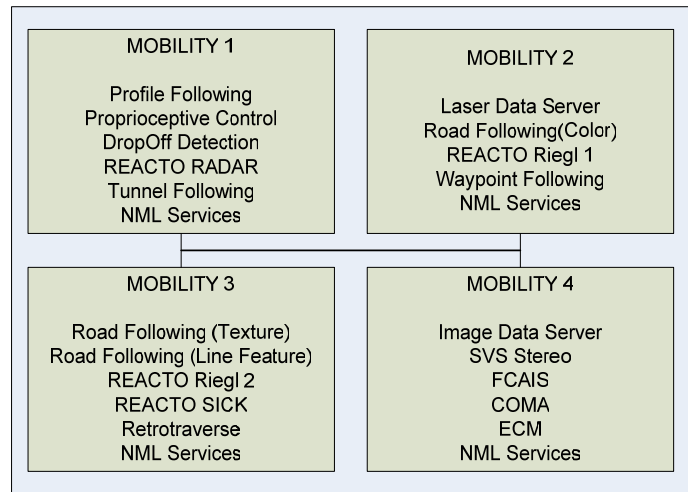 MOBILITY 1
Profile Following
Proprioceptive Control
DropOff Detection
REACTO RADAR
Tunnel Following
NML Services
MOBILITY 2
Laser Data Server
Road Following(Color)
REACTO Riegl 1
Waypoint Following
NML Services
MOBILITY 3
Road Following (Texture)
Road Following (Line Feature)
REACTO Riegl 2
REACTO SICK
Retrotraverse
NML Services
MOBILITY 4
Image Data Server
SVS Stereo
FCAIS
COMA
ECM
NML Services